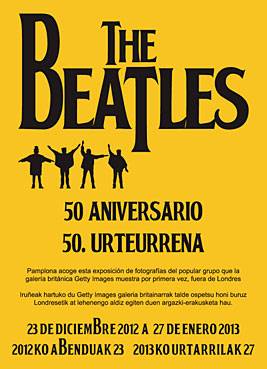 THE
BEATLES
50 ANIVERSARIO
50. URTEURRENA
Pamplona acoge esta exposición de fotografías del popular grupo que la
galería británica Getty Images muestra por primera vez, fuera de Londres
Iruñeak hartuko du Getty Images galeria britainarrak talde ospetsu honi buruz
Londresetik at lehenengo aldiz egiten duen argazki-erakusketa hau.
23 DE DICIEMBRE 2012 A 27 DE ENERO 2013
2012KO ABENDUAK 23 2013KO URTARRILAK 27